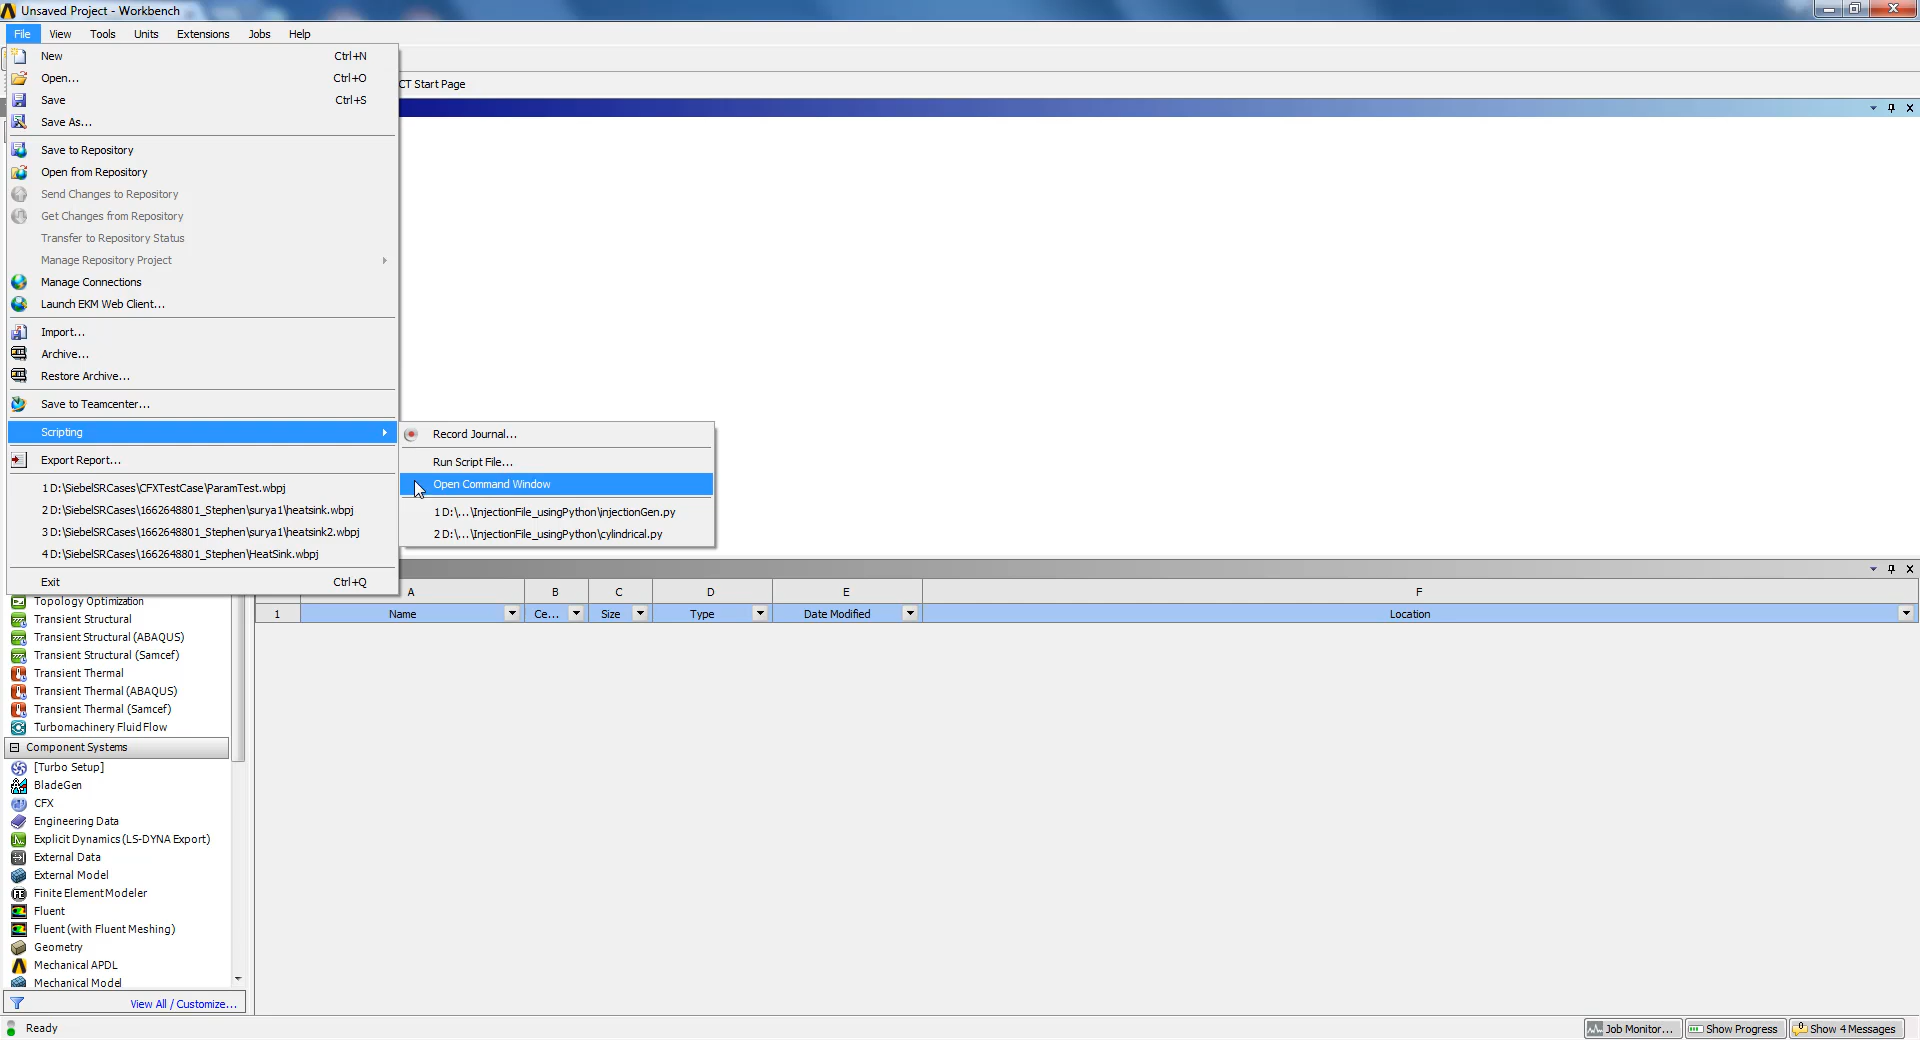 Unsaved Project - Workbench
File View Tools Units Extensions Jobs Help
New Ctrl+N
Open... Ctrl+O
Save Ctrl+S
Save As...
Save to Repository
Open from Repository
Send Changes to Repository
Get Changes from Repository
Transfer to Repository Status
Manage Repository Project
Manage Connections
Launch EKM Web Client...
Import...
Archive...
Restore Archive...
Save to Teamcenter...
Scripting
Export Report...
1 D:\SiebelSRCases\CFXTestCase\ParamTest.wbpj
2 D:\SiebelSRCases\1662648801_Stephen\surya1\heatsink.wbpj
3 D:\SiebelSRCases\1662648801_Stephen\surya1\heatsink2.wbpj
4 D:\SiebelSRCases\1662648801_Stephen\HeatSink.wbpj
Exit Ctrl+Q
CT Start Page
Record Journal...
Run Script File...
Open Command Window
1 D:\...\InjectionFile_usingPython\injectionGen.py
2 D:\...\InjectionFile_usingPython\cylindrical.py
A B C D E F
1 Name Ce... Size Type Date Modified Location
Topology Optimization
Transient Structural
Transient Structural (ABAQUS)
Transient Structural (Samcef)
Transient Thermal
Transient Thermal (ABAQUS)
Transient Thermal (Samcef)
Turbomachinery Fluid Flow
Component Systems
[Turbo Setup]
BladeGen
CFX
Engineering Data
Explicit Dynamics (LS-DYNA Export)
External Data
External Model
Finite Element Modeler
Fluent
Fluent (with Fluent Meshing)
Geometry
Mechanical APDL
Mechanical Model
View All / Customize...
Ready
Job Monitor... Show Progress Show 4 Messages